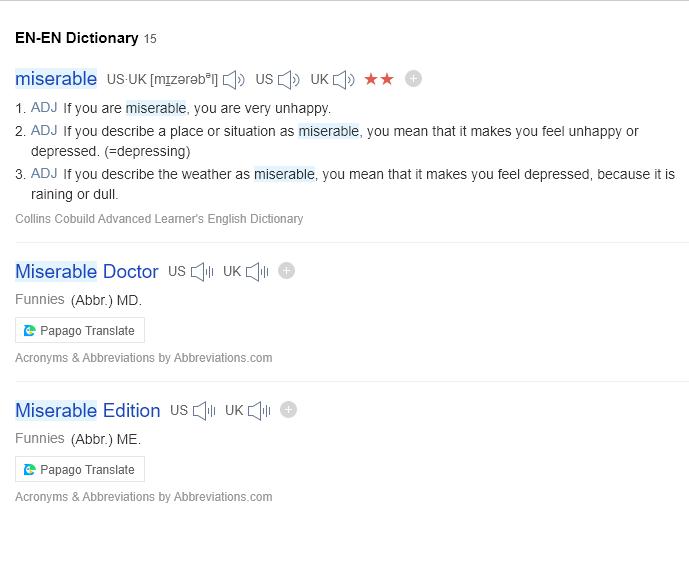 EN-EN Dictionary 15
miserable US·UK [mɪzərəbᵊl] US UK ★★
1. ADJ If you are miserable, you are very unhappy.
2. ADJ If you describe a place or situation as miserable, you mean that it makes you feel unhappy or
depressed. (=depressing)
3. ADJ If you describe the weather as miserable, you mean that it makes you feel depressed, because it is
raining or dull.
Collins Cobuild Advanced Learner's English Dictionary
Miserable Doctor US UK
Funnies (Abbr.) MD.
Papago Translate
Acronyms & Abbreviations by Abbreviations.com
Miserable Edition US UK
Funnies (Abbr.) ME.
Papago Translate
Acronyms & Abbreviations by Abbreviations.com